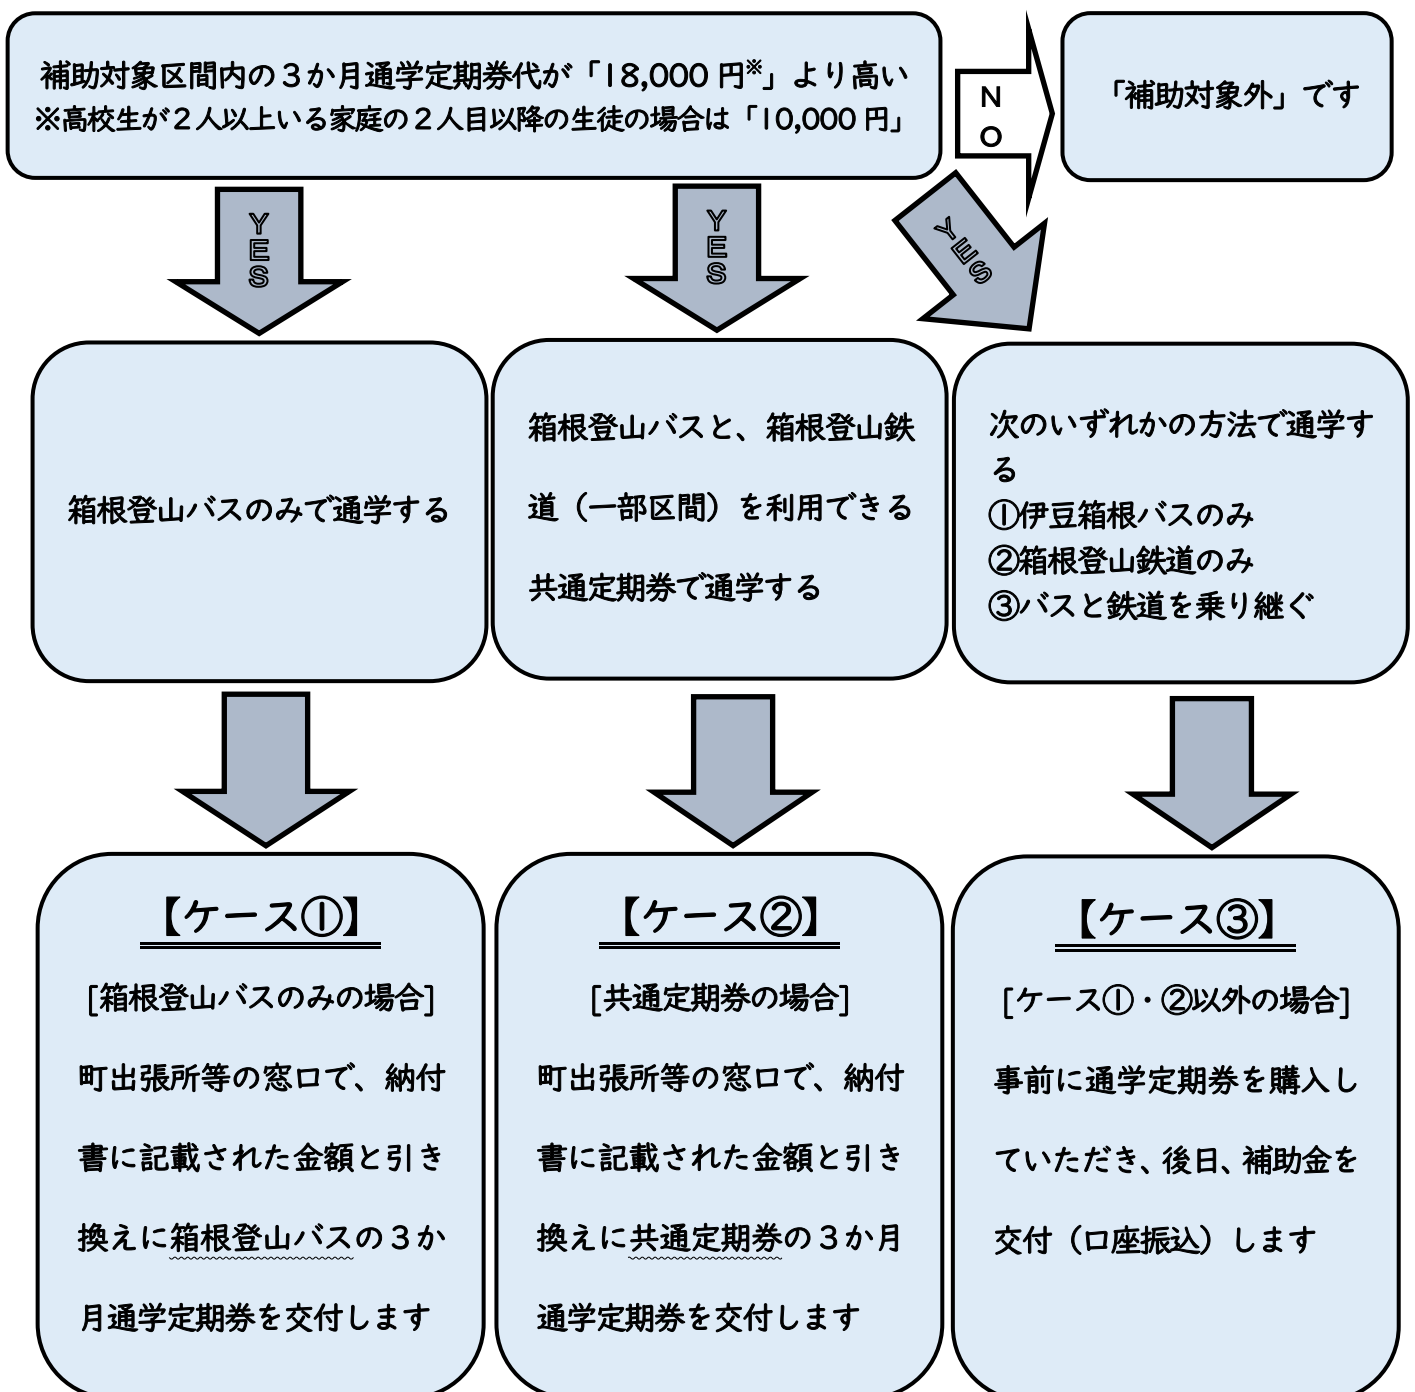 補助対象区間内の３か月通学定期券代が「18,000 円※」より高い
※高校生が２人以上いる家庭の２人目以降の生徒の場合は「10,000 円」
NO
「補助対象外」です
YES
YES
YES
箱根登山バスのみで通学する
箱根登山バスと、箱根登山鉄
道（一部区間）を利用できる
共通定期券で通学する
次のいずれかの方法で通学す
る
①伊豆箱根バスのみ
②箱根登山鉄道のみ
③バスと鉄道を乗り継ぐ
【ケース①】
[箱根登山バスのみの場合]
町出張所等の窓口で、納付
書に記載された金額と引き
換えに箱根登山バスの３か
月通学定期券を交付します
【ケース②】
[共通定期券の場合]
町出張所等の窓口で、納付
書に記載された金額と引き
換えに共通定期券の３か月
通学定期券を交付します
【ケース③】
[ケース①・②以外の場合]
事前に通学定期券を購入し
ていただき、後日、補助金を
交付（口座振込）します